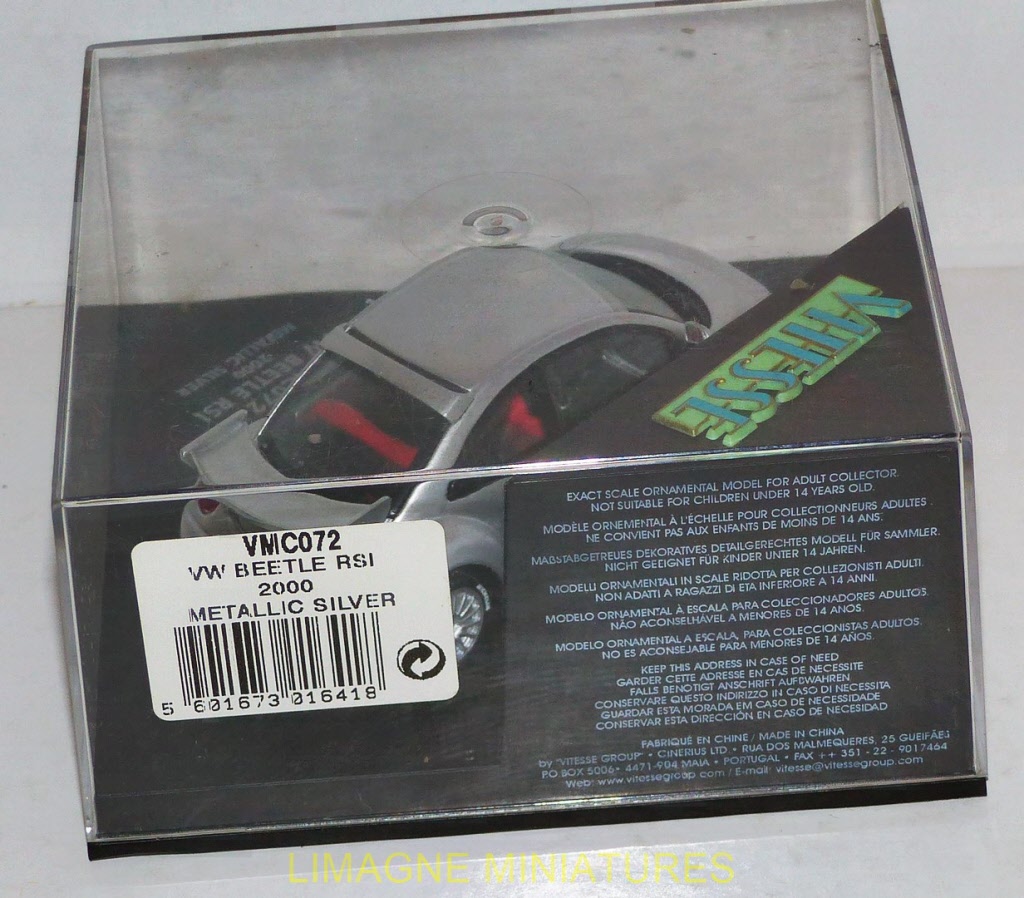 VITESSE
VMC072
VW BEETLE RSI
2000
METALLIC SILVER
5 601673 016418
EXACT SCALE ORNAMENTAL MODEL FOR ADULT COLLECTOR.
NOT SUITABLE FOR CHILDREN UNDER 14 YEARS OLD.
MODÈLE ORNEMENTAL À L'ÉCHELLE POUR COLLECTIONNEURS ADULTES.
NE CONVIENT PAS AUX ENFANTS DE MOINS DE 14 ANS.
MAßSTABGETREUES DEKORATIVES DETAILGERECHTES MODELL FÜR SAMMLER.
NICHT GEEIGNET FÜR KINDER UNTER 14 JAHREN.
MODELLI ORNAMENTALI IN SCALE RIDOTTA PER COLLEZIONISTI ADULTI.
NON ADATTI A RAGAZZI DI ETA INFERIORE A 14 ANNI.
MODELO ORNAMENTAL À ESCALA PARA COLECCIONADORES ADULTOS.
NÃO ACONSELHÁVEL A MENORES DE 14 ANOS.
MODELO ORNAMENTAL A ESCALA, PARA COLECCIONISTAS ADULTOS.
NO ES ACONSEJABLE PARA MENORES DE 14 AÑOS.
KEEP THIS ADDRESS IN CASE OF NEED
GARDER CETTE ADRESSE EN CAS DE NECESSITE
FALLS BENÖTIGT ANSCHRIFT AUFBWAHREN
CONSERVARE QUESTO INDIRIZZO IN CASO DI NECESSITA
GUARDAR ESTA MORADA EM CASO DE NECESSIDADE
CONSERVAR ESTA DIRECCIÓN EN CASO DE NECESIDAD
FABRIQUÉ EN CHINE / MADE IN CHINA
by "VITESSE GROUP" • CINERIUS LTD • RUA DOS MALMEQUERES, 25 GUEIFÃES
PO BOX 5006 • 4471-904 MAIA • PORTUGAL • FAX ++ 351 - 22 - 9017464
Web: www.vitessegroup.com / E-mail: vitesse@vitessegroup.com
LIMAGNE MINIATURES